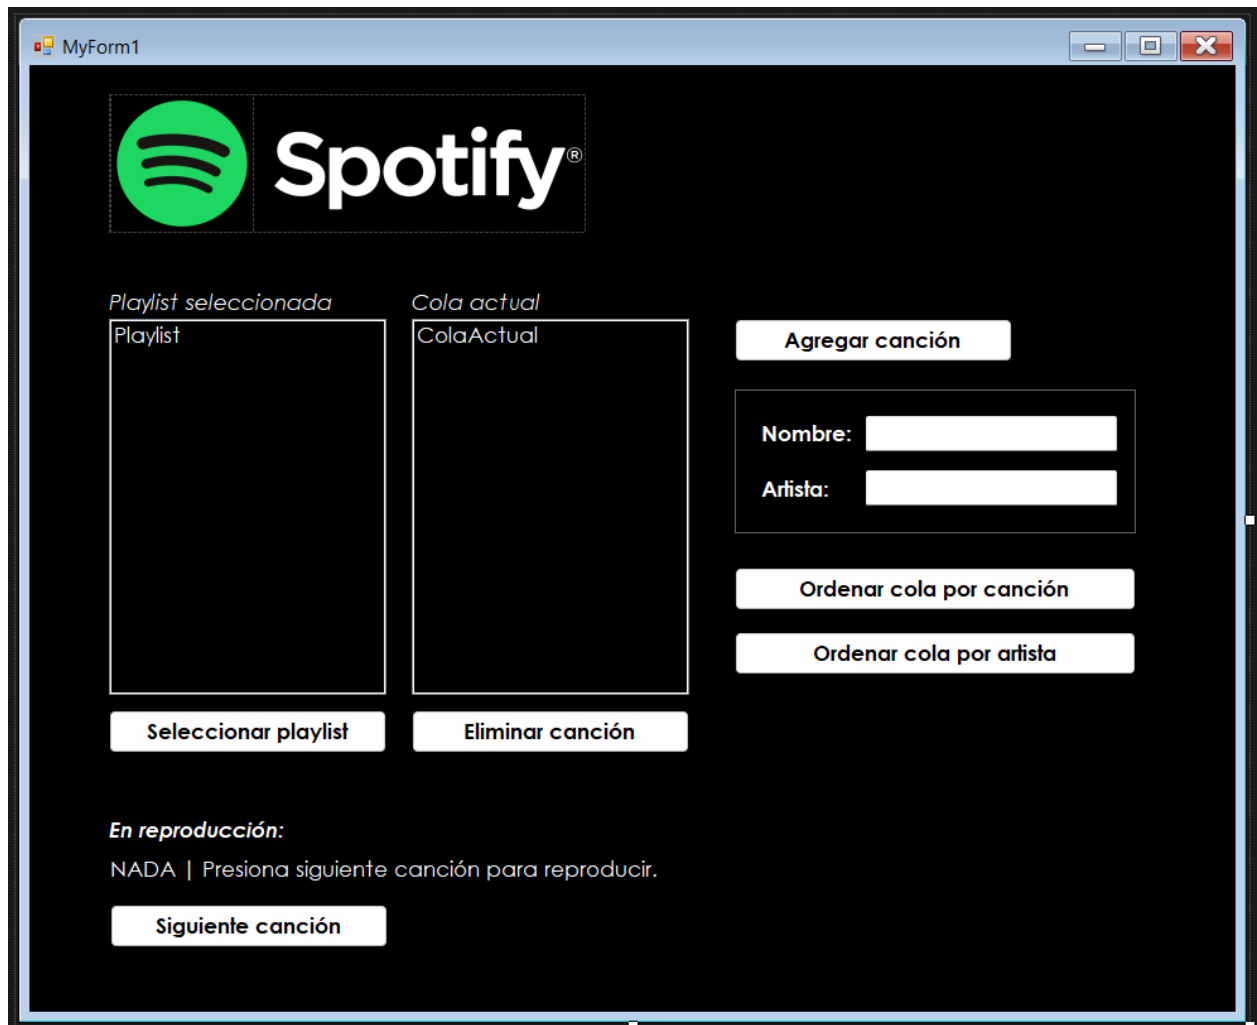 MyForm1
Spotify®
Playlist seleccionada
Cola actual
Playlist
ColaActual
Agregar canción
Nombre:
Artista:
Ordenar cola por canción
Ordenar cola por artista
Seleccionar playlist
Eliminar canción
En reproducción:
NADA | Presiona siguiente canción para reproducir.
Siguiente canción